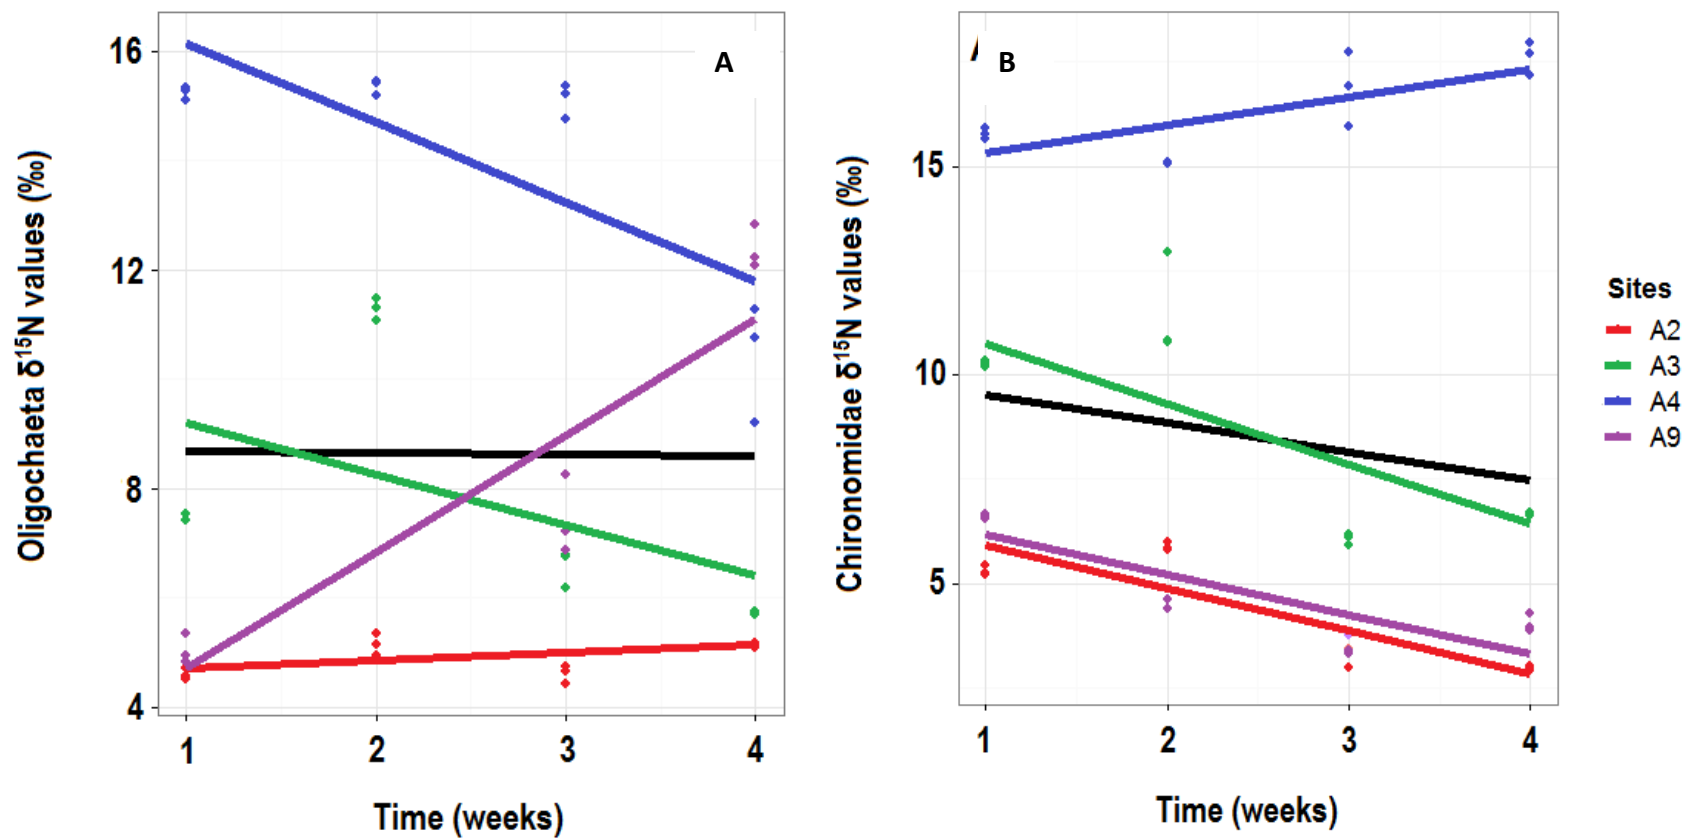 A
Oligochaeta δ¹⁵N values (‰)
16
12
8
4
1 2 3 4
Time (weeks)
A
B
Chironomidae δ¹⁵N values (‰)
15
10
5
1 2 3 4
Time (weeks)
Sites
A2
A3
A4
A9